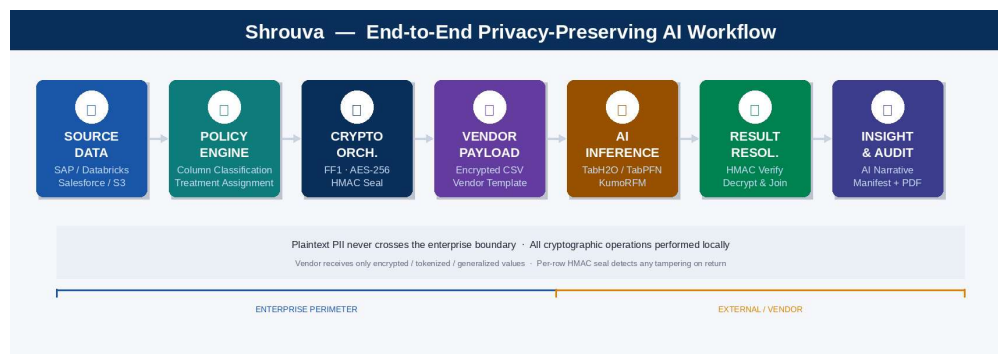 Shrouva — End-to-End Privacy-Preserving AI Workflow
SOURCE
DATA
SAP / Databricks
Salesforce / S3
POLICY
ENGINE
Column Classification
Treatment Assignment
CRYPTO
ORCH.
FF1 · AES-256
HMAC Seal
VENDOR
PAYLOAD
Encrypted CSV
Vendor Template
AI
INFERENCE
TabH2O / TabPFN
KumoRFM
RESULT
RESOL.
HMAC Verify
Decrypt & Join
INSIGHT
& AUDIT
AI Narrative
Manifest + PDF
Plaintext PII never crosses the enterprise boundary · All cryptographic operations performed locally
Vendor receives only encrypted / tokenized / generalized values · Per-row HMAC seal detects any tampering on return
ENTERPRISE PERIMETER
EXTERNAL / VENDOR